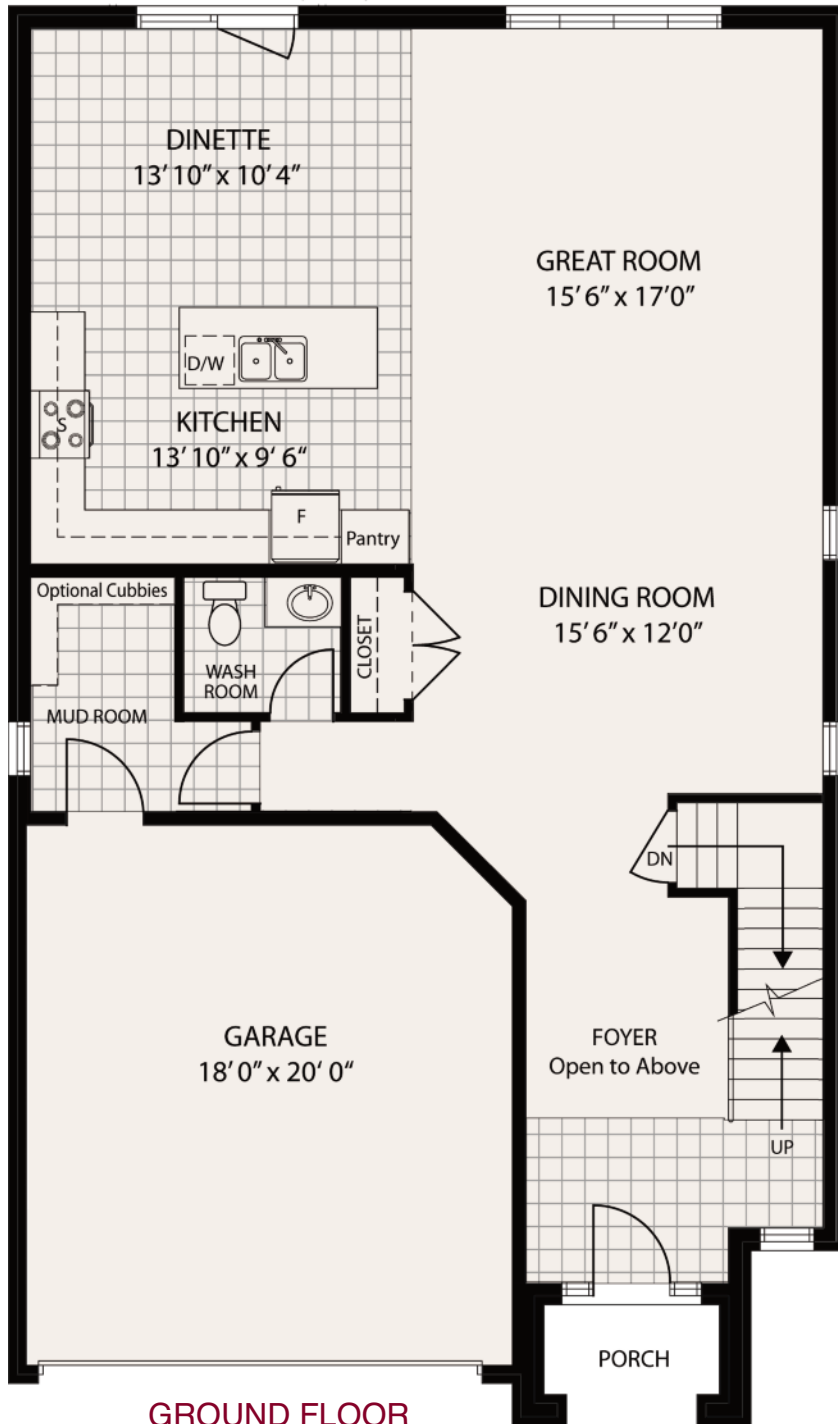 DINETTE
13’ 10” x 10’ 4”
GREAT ROOM
15’ 6” x 17’0”
D/W
S
KITCHEN
13’ 10” x 9’ 6“
F
Pantry
Optional Cubbies
WASH
ROOM
CLOSET
DINING ROOM
15’ 6” x 12’0”
MUD ROOM
DN
GARAGE
18’ 0” x 20‘ 0“
FOYER
Open to Above
UP
PORCH
GROUND FLOOR